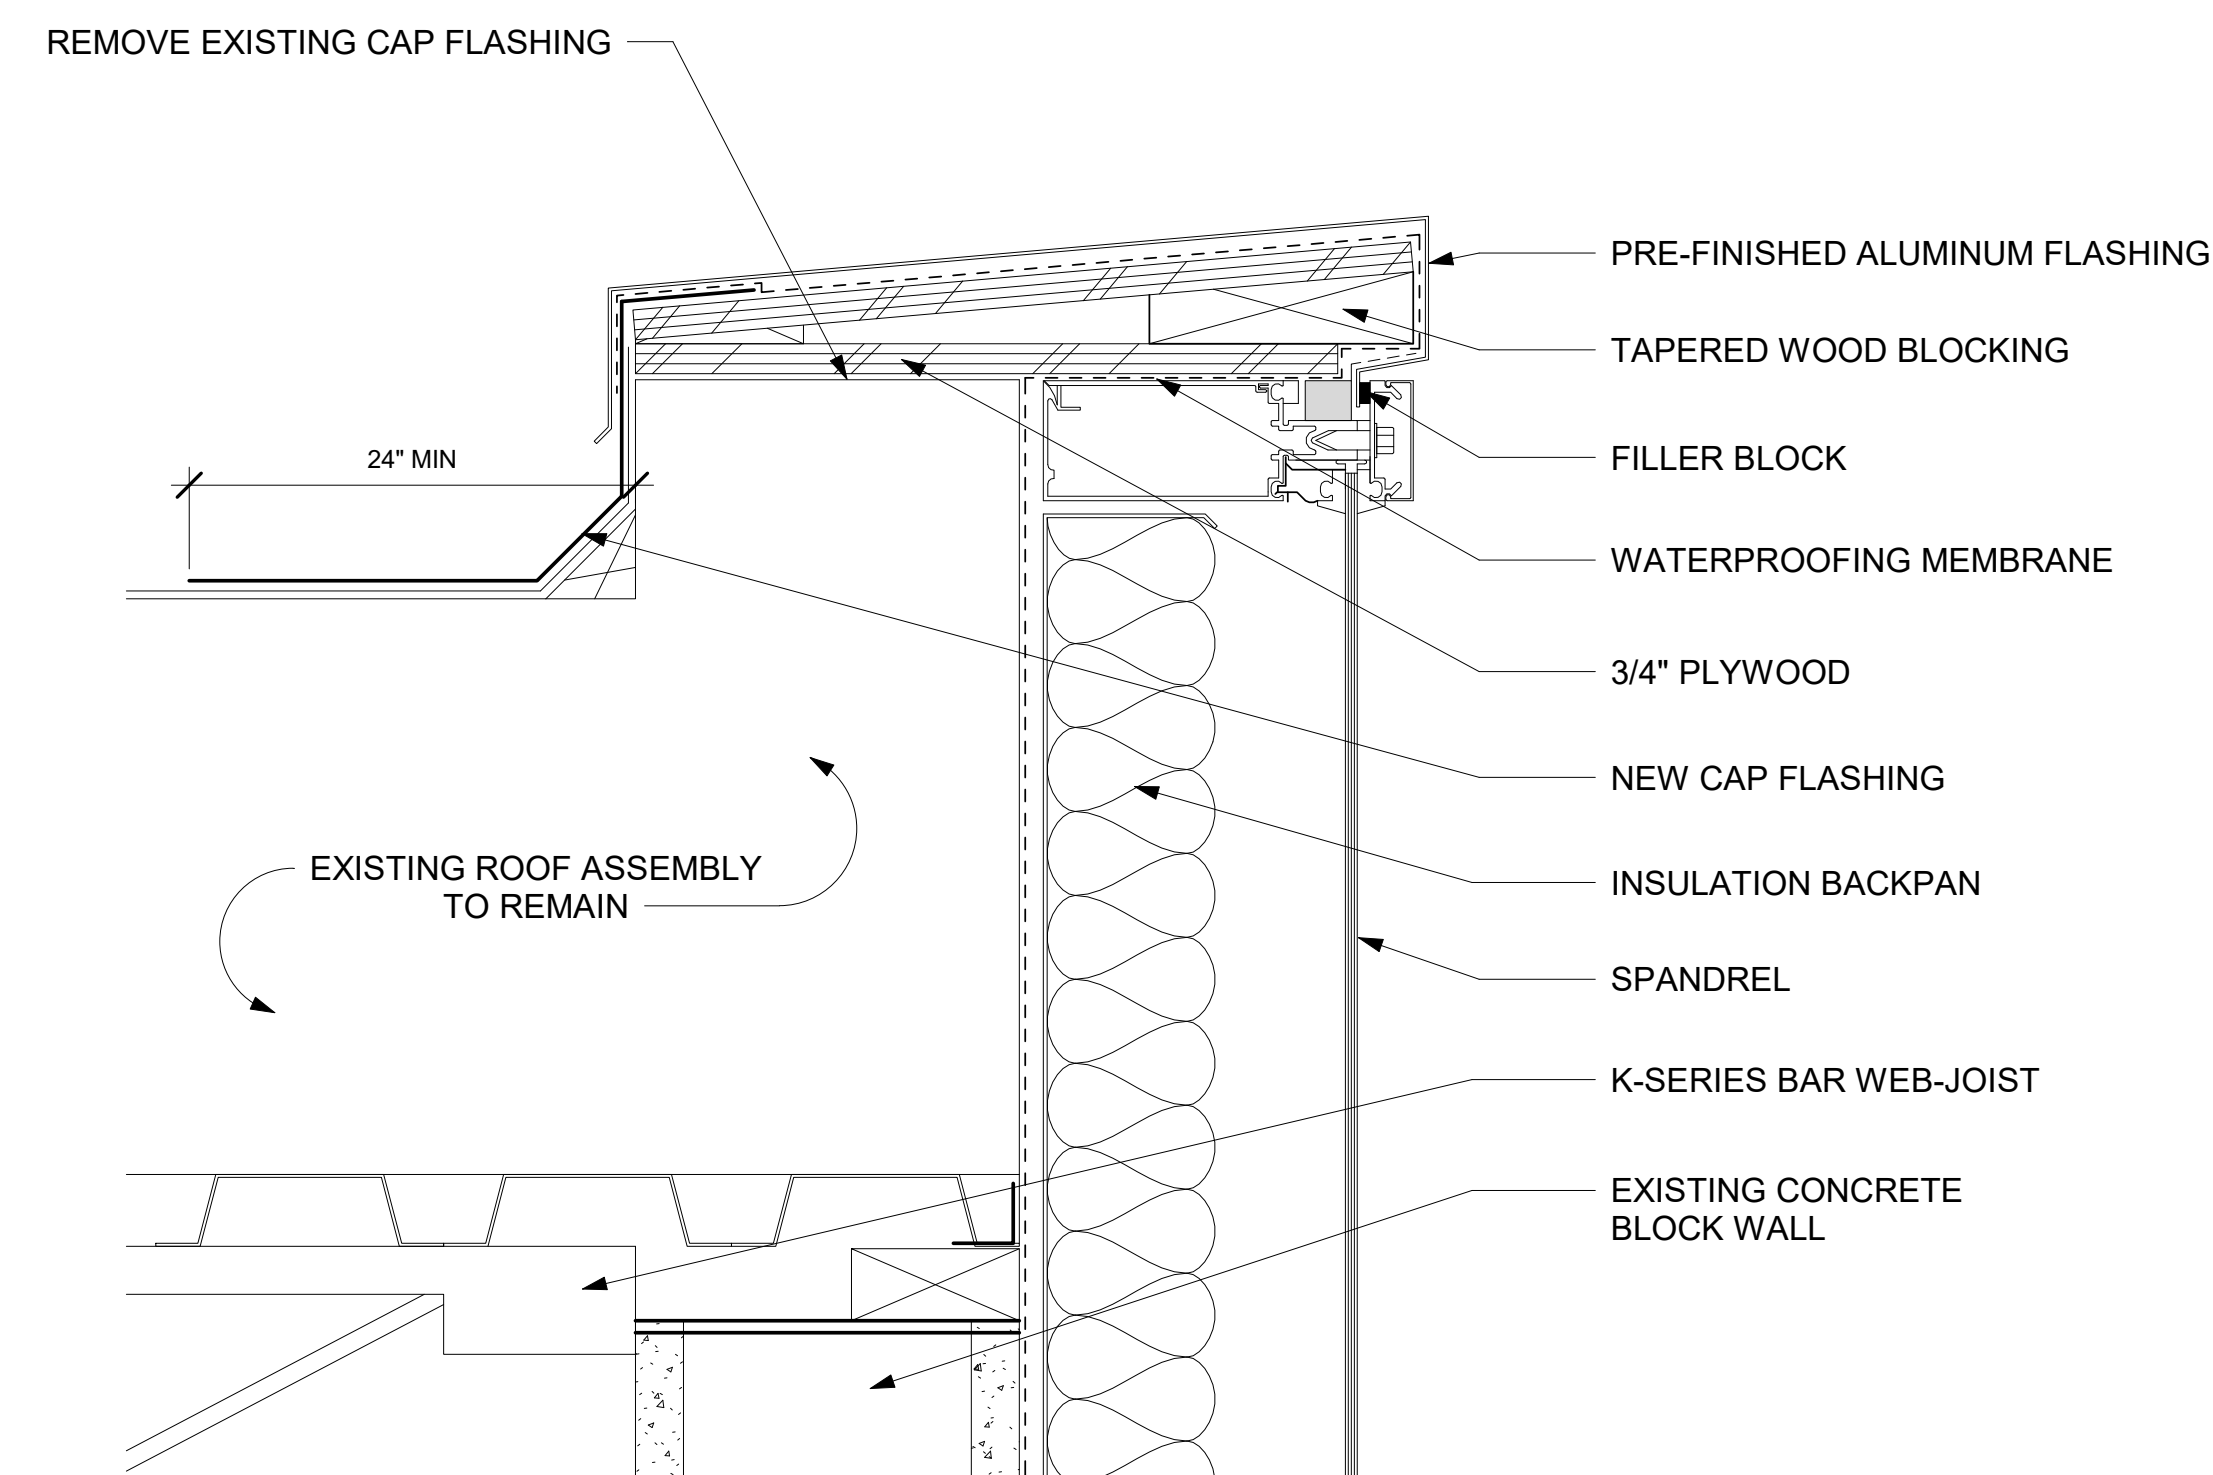 REMOVE EXISTING CAP FLASHING
PRE-FINISHED ALUMINUM FLASHING
TAPERED WOOD BLOCKING
24" MIN
FILLER BLOCK
WATERPROOFING MEMBRANE
3/4" PLYWOOD
NEW CAP FLASHING
EXISTING ROOF ASSEMBLY
TO REMAIN
INSULATION BACKPAN
SPANDREL
K-SERIES BAR WEB-JOIST
EXISTING CONCRETE
BLOCK WALL